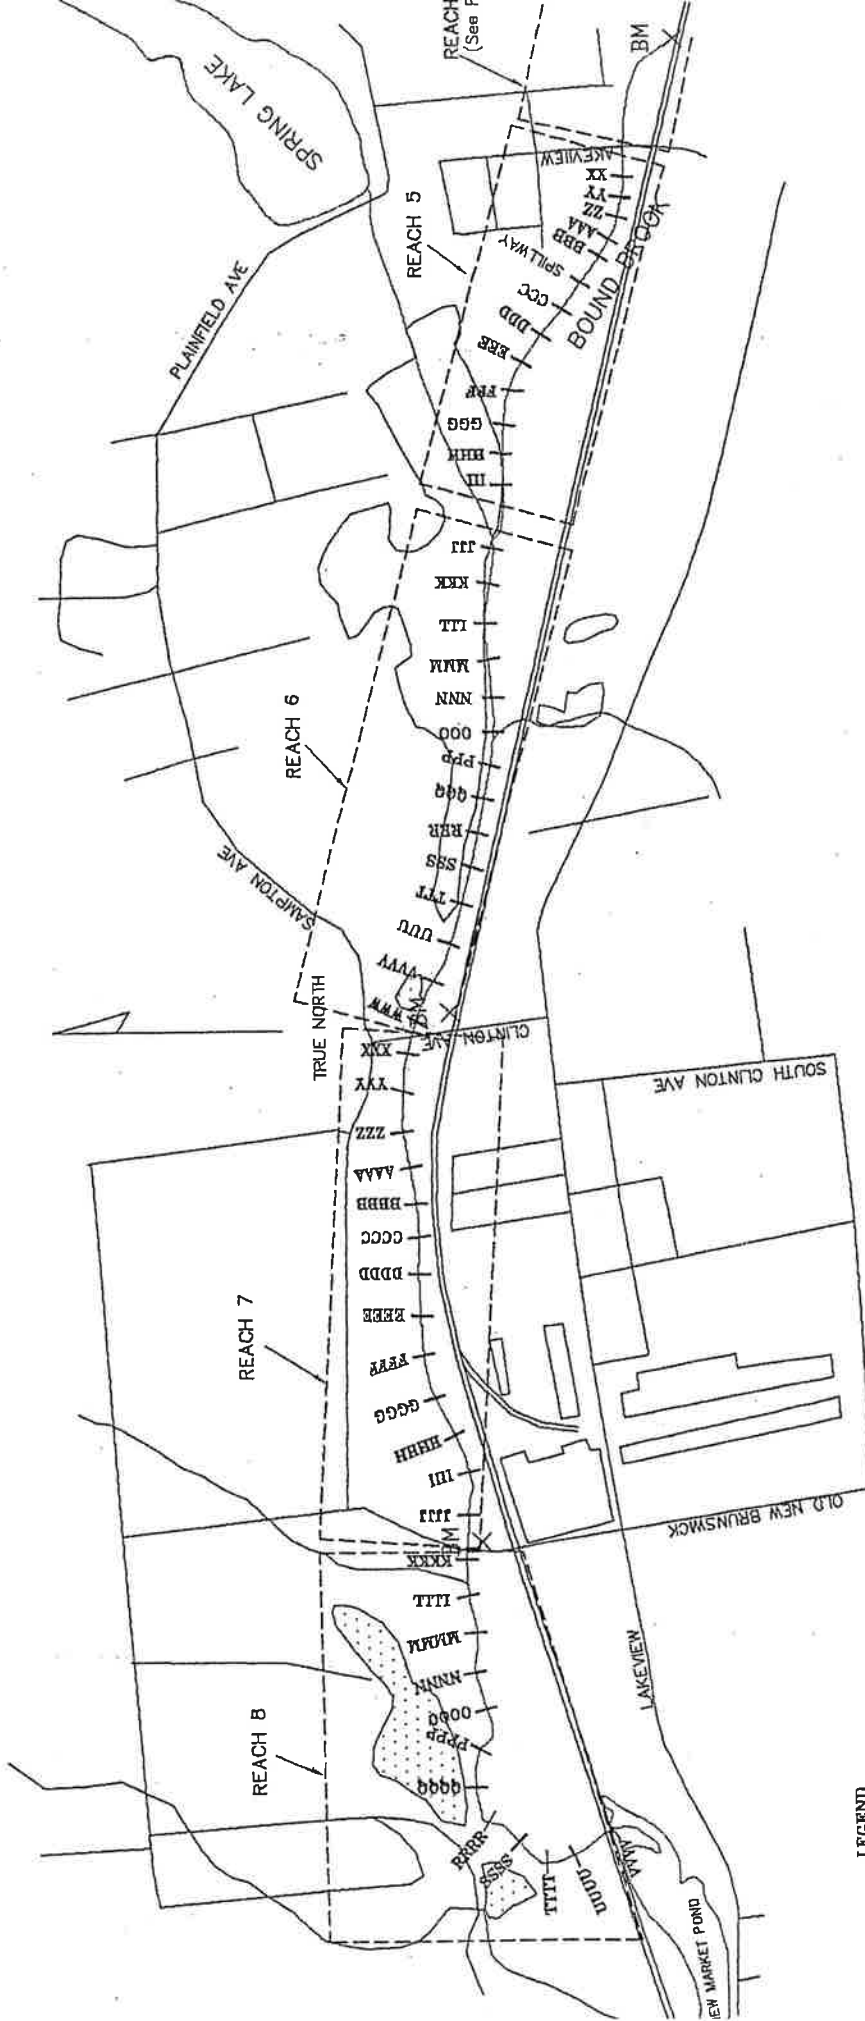 SPRING LAKE
REACH
(See F
BM
PLAINFIELD AVE
REACH 5
AKEVIEW
XX
YY
ZZ
AAA
BBB
SPILLWAY
CCC
DDD
EEE
BOUND BROOK
FFF
GGG
HHH
III
JJJ
KKK
LLL
MMM
NNN
OOO
PPP
QQQ
RRR
SSS
TTT
UUU
VVVV
WWW
REACH 6
SAMPTON AVE
TRUE NORTH
BM
CLINTON AVE
XXX
YYY
ZZZ
AAAA
BBBB
CCCC
DDDD
EEEE
FFFF
GGGG
HHHH
IIII
JJJJ
SOUTH CLINTON AVE
REACH 7
BM
KKKK
LLLL
MMMM
NNNN
OOOO
PPPP
QQQQ
OLD NEW BRUNSWICK
REACH 8
LAKEVIEW
RRRR
SSSS
TTTT
UUUU
EW MARKET POND
LEGEND